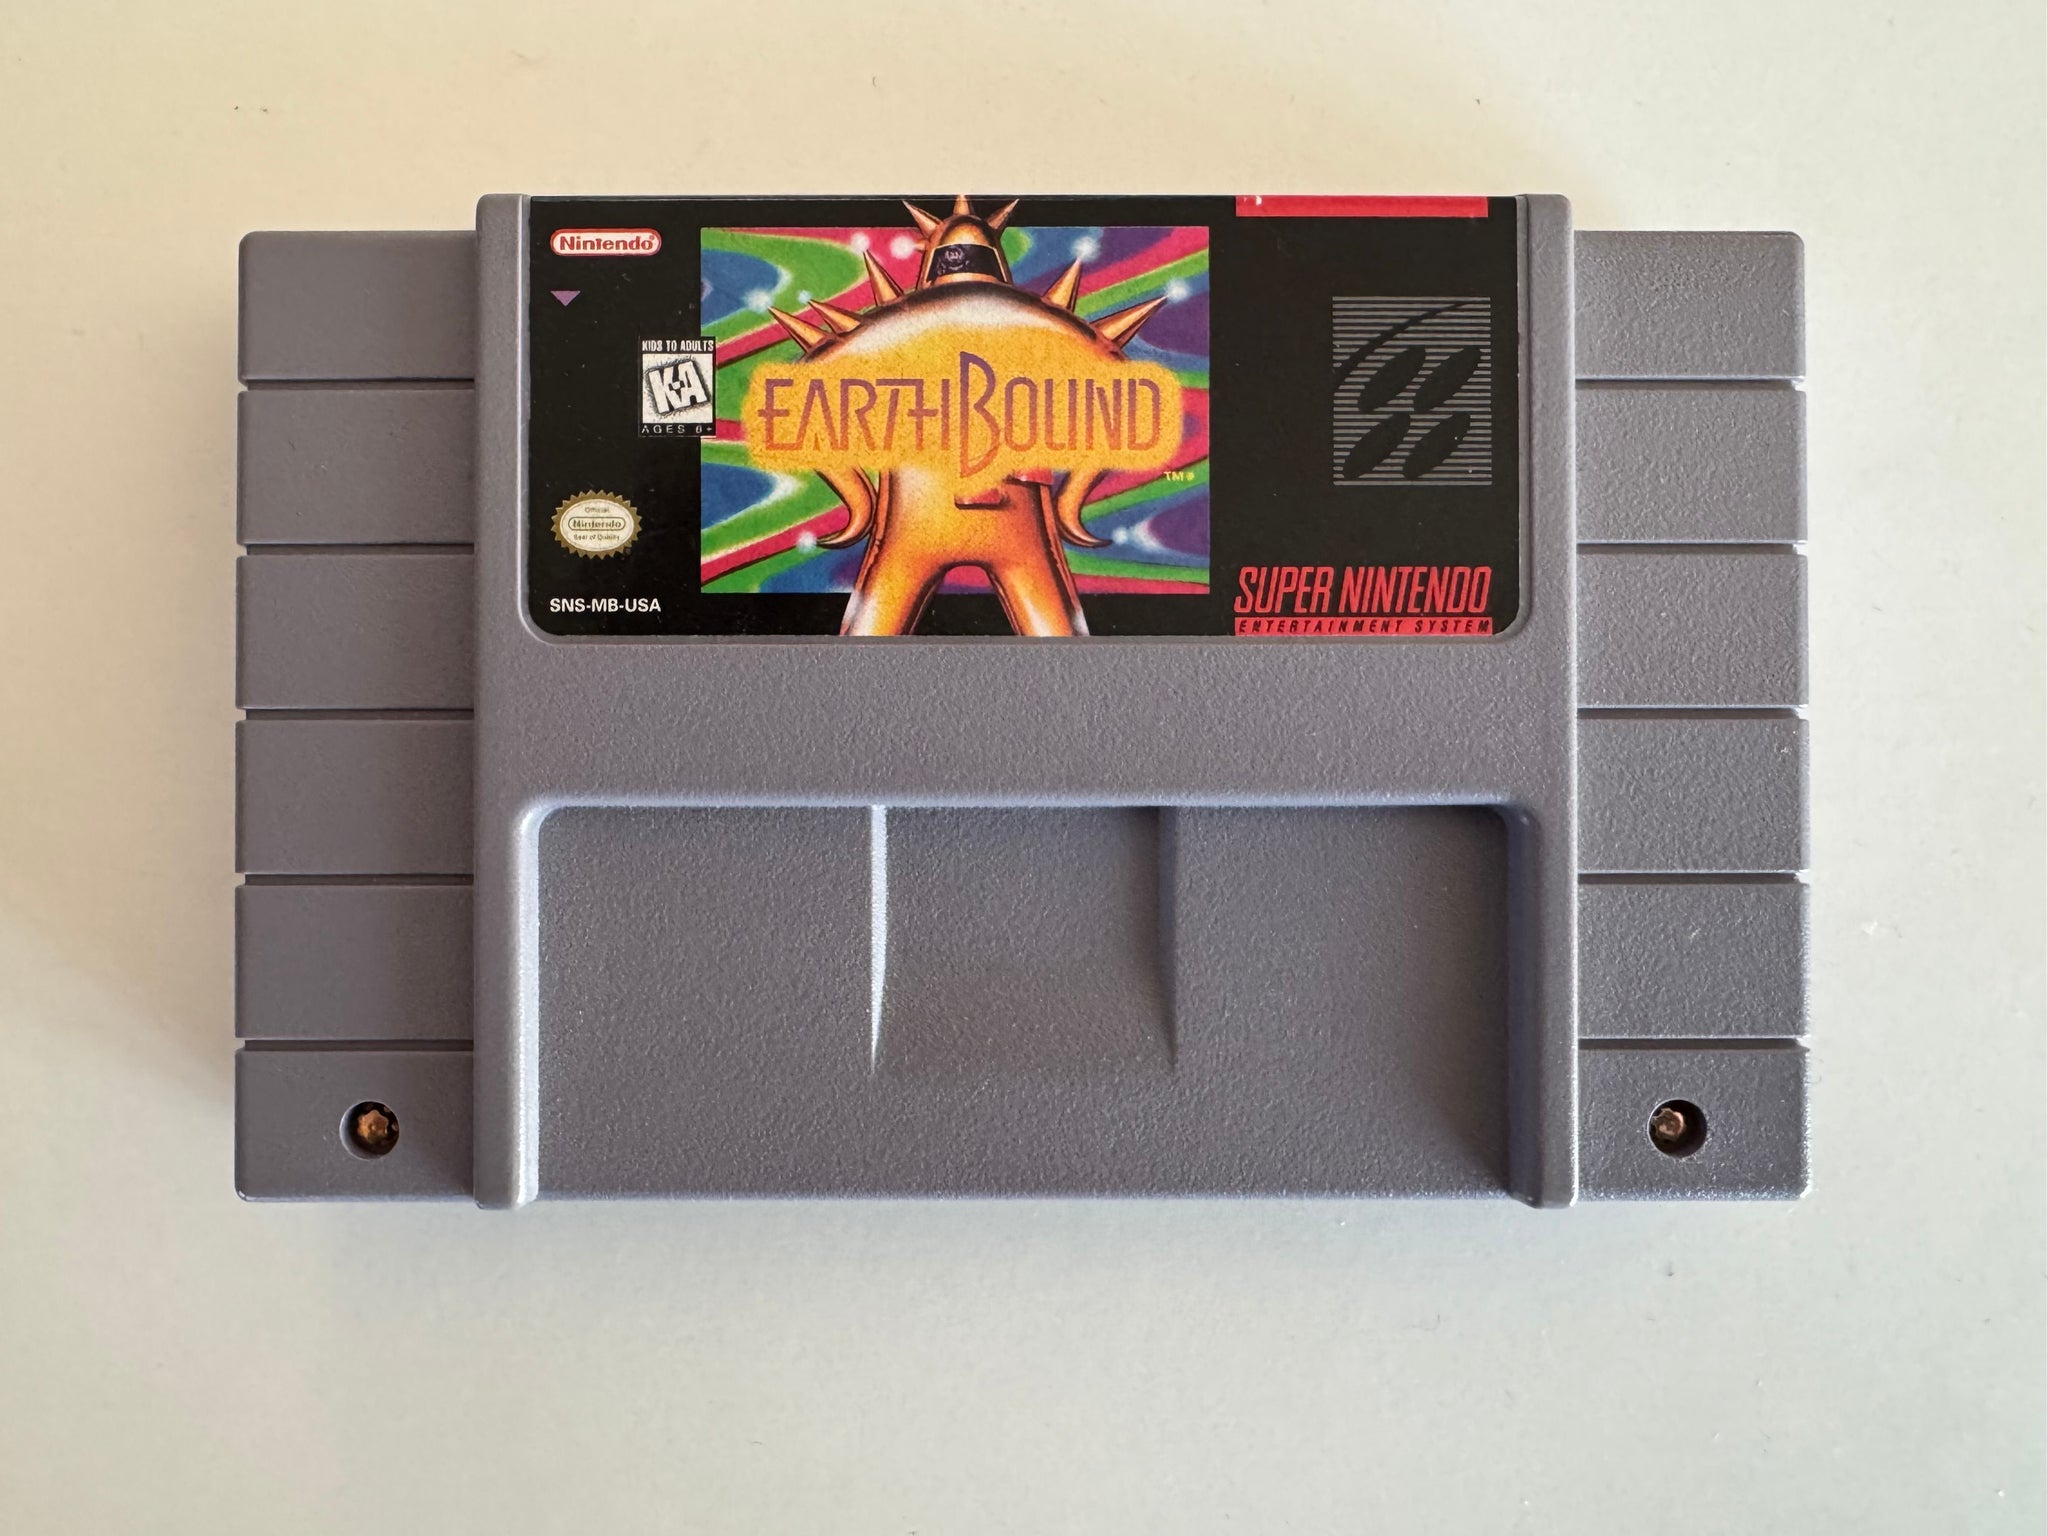 Nintendo®
KIDS TO ADULTS
K-A
AGES 6+
EARTHBOUND
TM®
Official
Nintendo
Seal of Quality
SNS-MB-USA
SUPER NINTENDO
ENTERTAINMENT SYSTEM